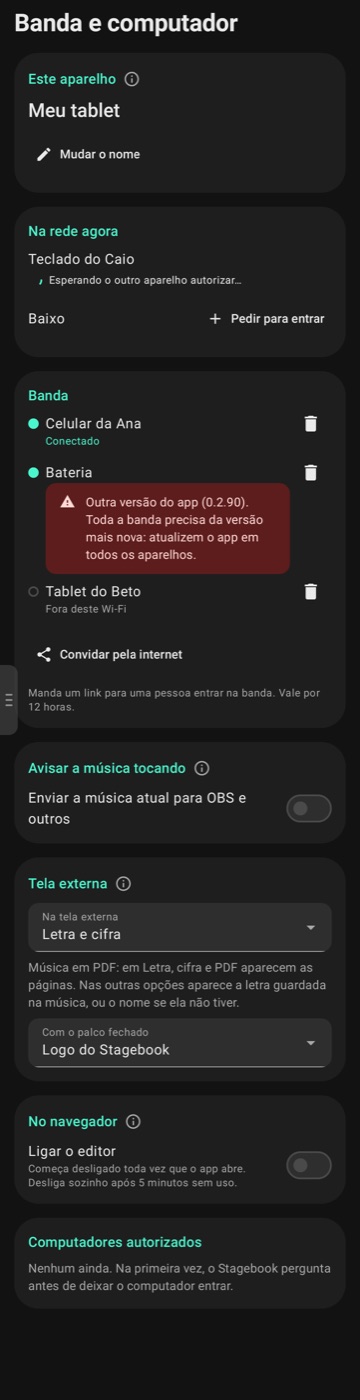 Banda e computador
Este aparelho
Meu tablet
Mudar o nome
Na rede agora
Teclado do Caio
Esperando o outro aparelho autorizar…
Baixo
Pedir para entrar
Banda
Celular da Ana
Conectado
Bateria
Outra versão do app (0.2.90).
Toda a banda precisa da versão
mais nova: atualizem o app em
todos os aparelhos.
Tablet do Beto
Fora deste Wi-Fi
Convidar pela internet
Manda um link para uma pessoa entrar na banda. Vale por
12 horas.
Avisar a música tocando
Enviar a música atual para OBS e
outros
Tela externa
Na tela externa
Letra e cifra
Música em PDF: em Letra, cifra e PDF aparecem as
páginas. Nas outras opções aparece a letra guardada
na música, ou o nome se ela não tiver.
Com o palco fechado
Logo do Stagebook
No navegador
Ligar o editor
Começa desligado toda vez que o app abre.
Desliga sozinho após 5 minutos sem uso.
Computadores autorizados
Nenhum ainda. Na primeira vez, o Stagebook pergunta
antes de deixar o computador entrar.